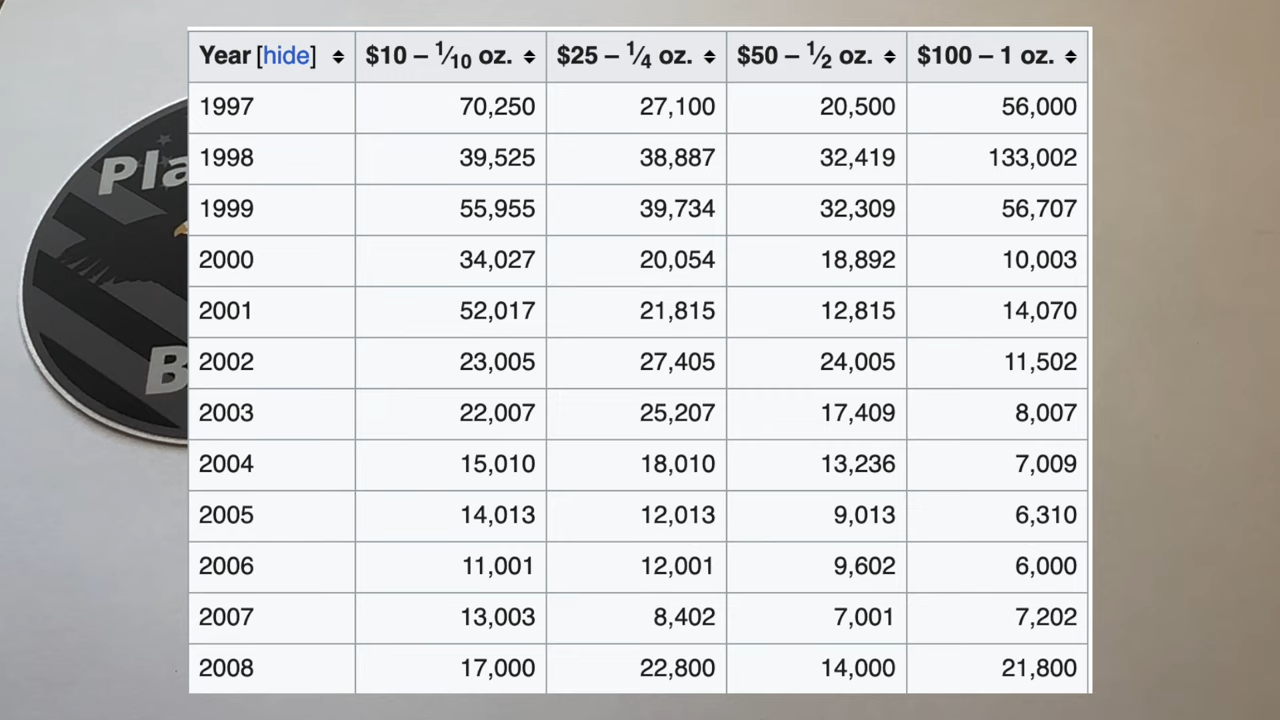 Year [hide] $10 – 1⁄10 oz. $25 – 1⁄4 oz. $50 – 1⁄2 oz. $100 – 1 oz.
1997 70,250 27,100 20,500 56,000
1998 39,525 38,887 32,419 133,002
1999 55,955 39,734 32,309 56,707
2000 34,027 20,054 18,892 10,003
2001 52,017 21,815 12,815 14,070
2002 23,005 27,405 24,005 11,502
2003 22,007 25,207 17,409 8,007
2004 15,010 18,010 13,236 7,009
2005 14,013 12,013 9,013 6,310
2006 11,001 12,001 9,602 6,000
2007 13,003 8,402 7,001 7,202
2008 17,000 22,800 14,000 21,800
Pla
B